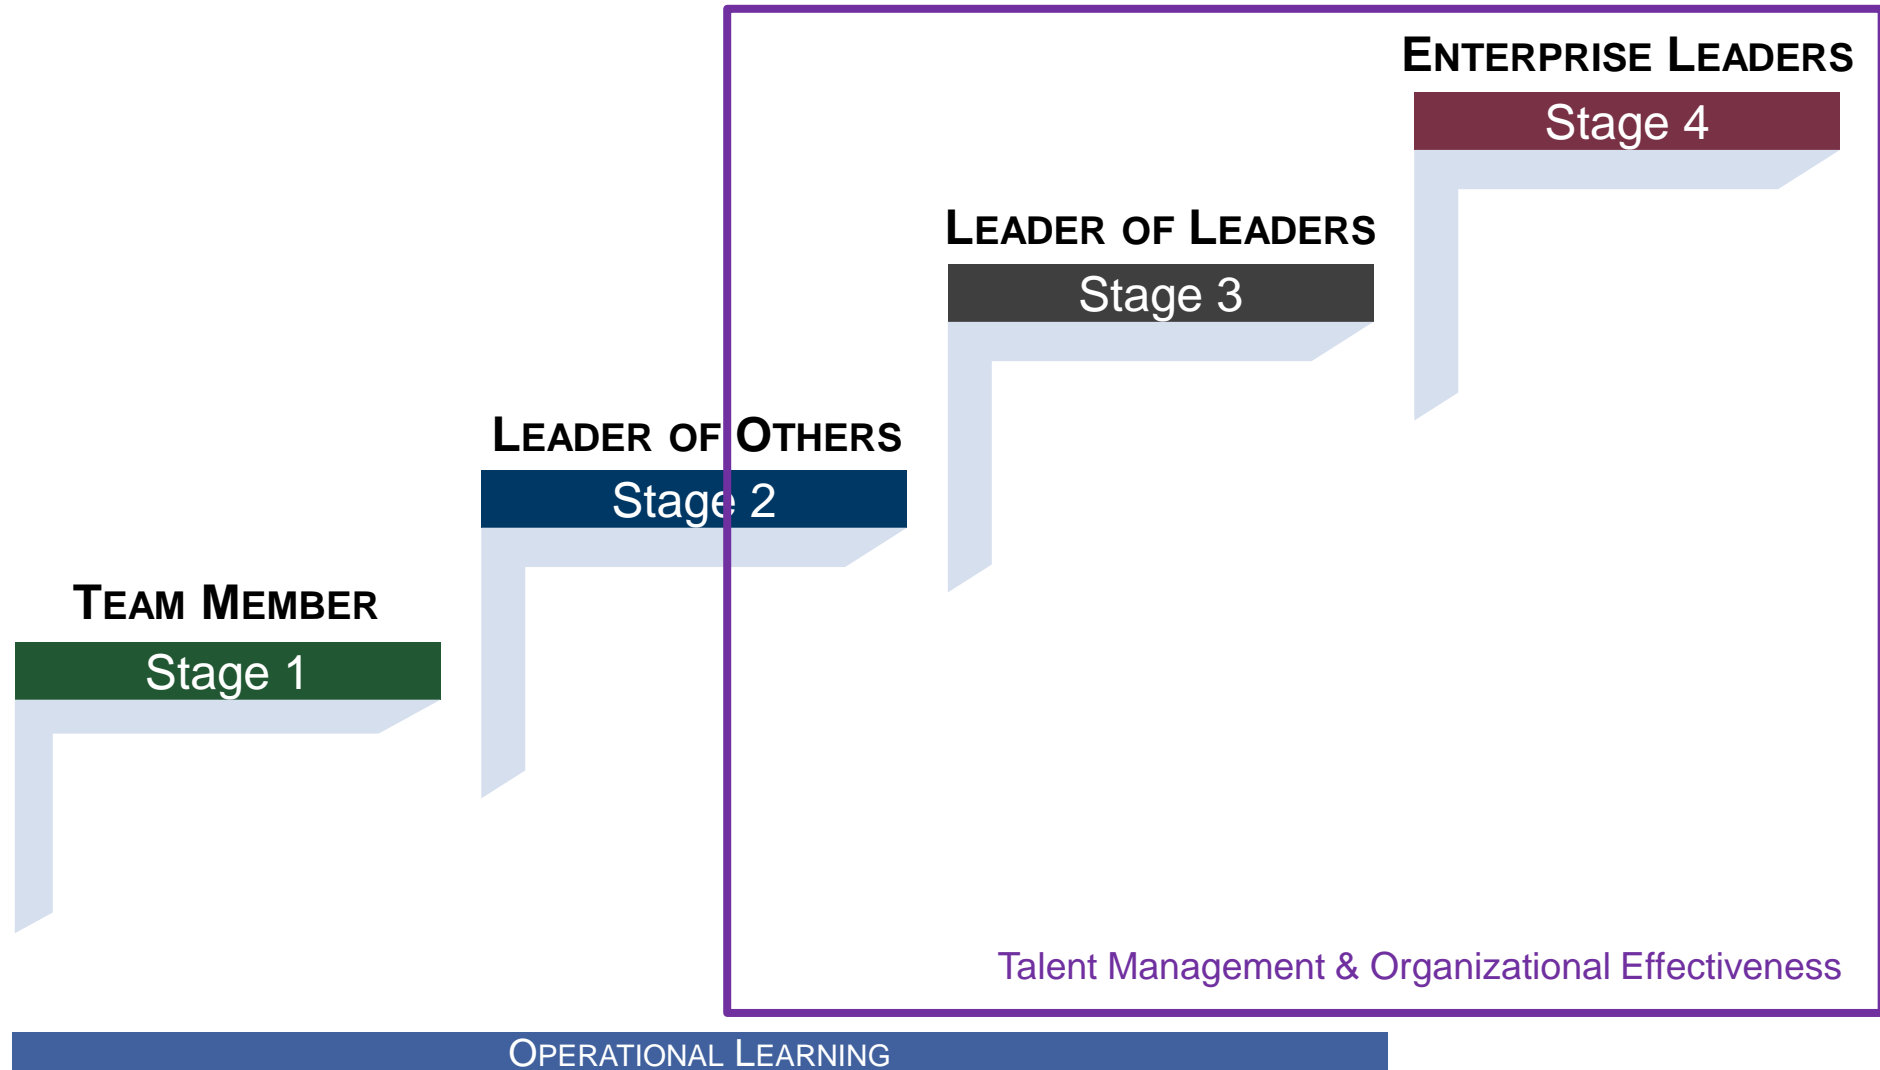 ENTERPRISE LEADERS
Stage 4
LEADER OF LEADERS
Stage 3
LEADER OF OTHERS
Stage 2
TEAM MEMBER
Stage 1
Talent Management & Organizational Effectiveness
OPERATIONAL LEARNING